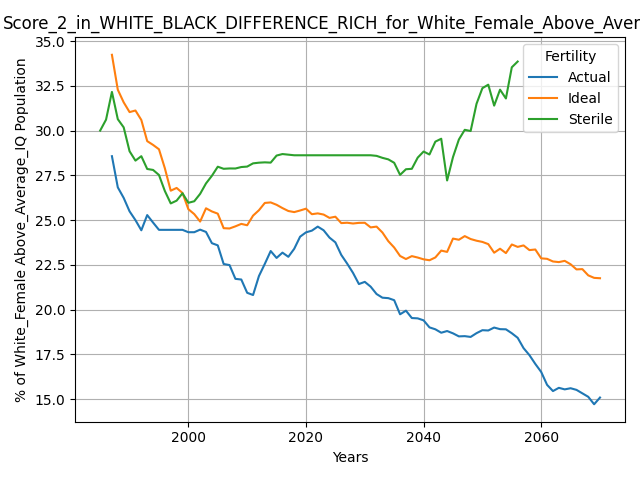 Score_2_in_WHITE_BLACK_DIFFERENCE_RICH_for_White_Female_Above_Aver
35.0
32.5
30.0
27.5
25.0
22.5
20.0
17.5
15.0
% of White_Female Above_Average_IQ Population
Fertility
Actual
Ideal
Sterile
2000
2020
2040
2060
Years